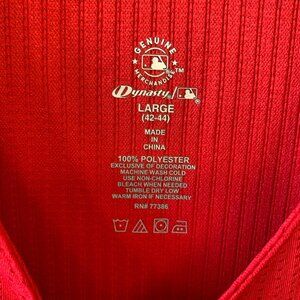 GENUINE
MERCHANDISE
Dynasty
LARGE
(42-44)
MADE
IN
CHINA
100% POLYESTER
EXCLUSIVE OF DECORATION
MACHINE WASH COLD
USE NON-CHLORINE
BLEACH WHEN NEEDED
TUMBLE DRY LOW
WARM IRON IF NECESSARY
RN# 77386